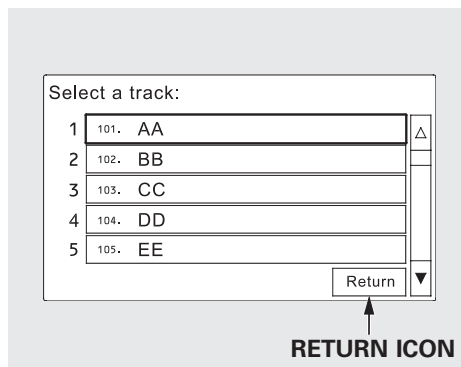 Select a track:
1 101. AA
2 102. BB
3 103. CC
4 104. DD
5 105. EE
Return
RETURN ICON